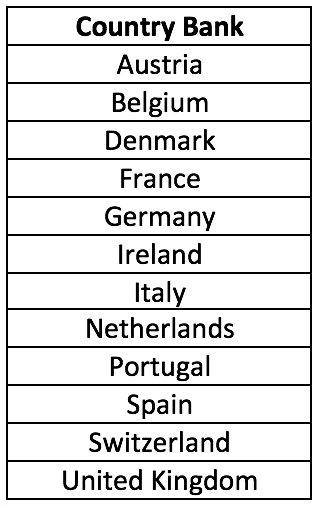 Country Bank
Austria
Belgium
Denmark
France
Germany
Ireland
Italy
Netherlands
Portugal
Spain
Switzerland
United Kingdom